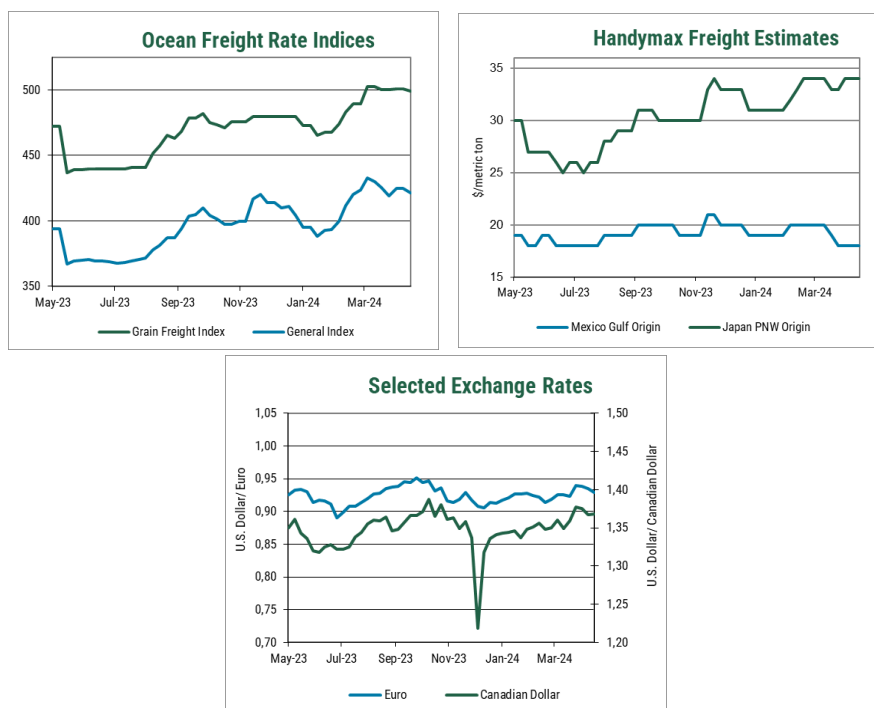 Ocean Freight Rate Indices
500
450
400
350
May-23 Jul-23 Sep-23 Nov-23 Jan-24 Mar-24
Grain Freight Index General Index
Handymax Freight Estimates
$/metric ton
35
30
25
20
15
May-23 Jul-23 Sep-23 Nov-23 Jan-24 Mar-24
Mexico Gulf Origin Japan PNW Origin
Selected Exchange Rates
U.S. Dollar/ Euro
1,05
1,00
0,95
0,90
0,85
0,80
0,75
0,70
1,50
1,45
1,40
1,35
1,30
1,25
1,20
U.S. Dollar/ Canadian Dollar
May-23 Jul-23 Sep-23 Nov-23 Jan-24 Mar-24
Euro Canadian Dollar